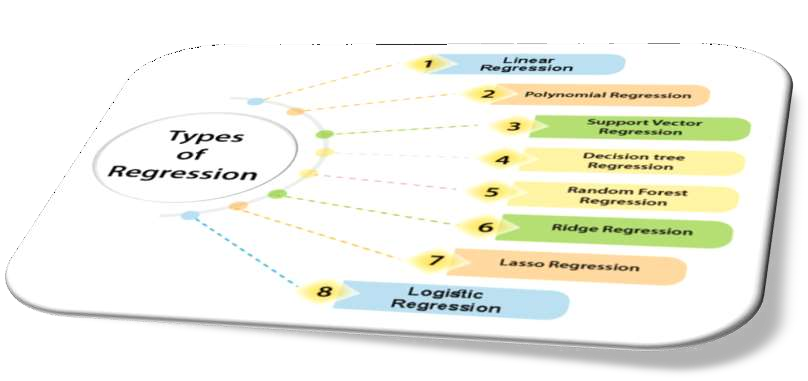 Types
of
Regression
1
Linear
Regression
2
Polynomial Regression
3
Support Vector
Regression
4
Decision tree
Regression
5
Random Forest
Regression
6
Ridge Regression
7
Lasso Regression
8
Logistic
Regression